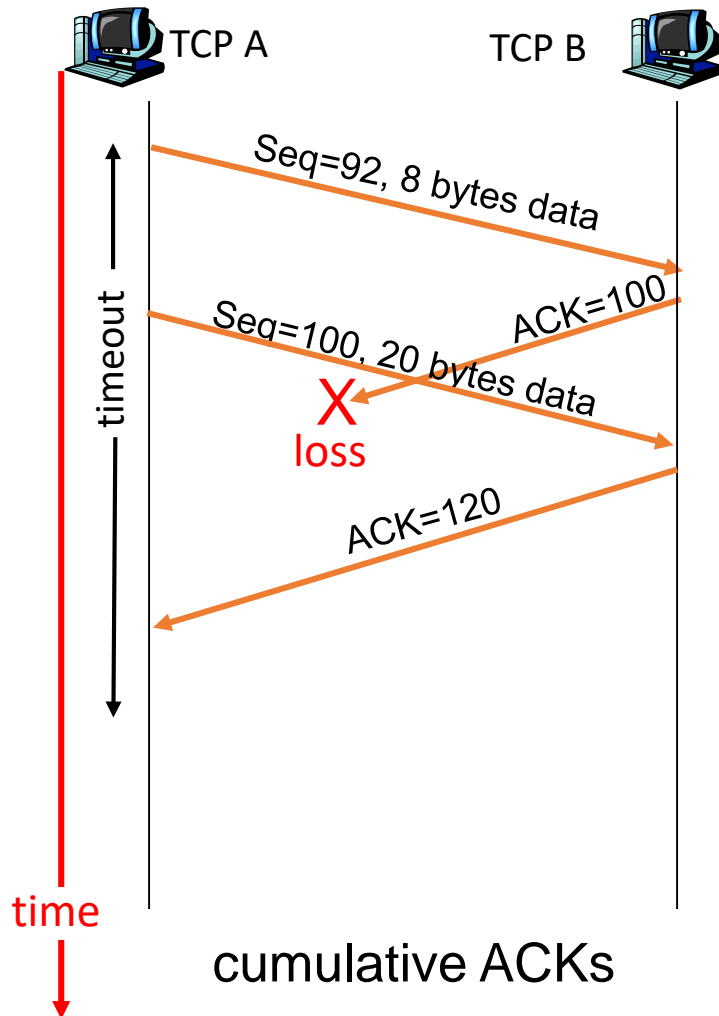 TCP A
TCP B
Seq=92, 8 bytes data
timeout
ACK=100
Seq=100, 20 bytes data
X
loss
ACK=120
time
cumulative ACKs